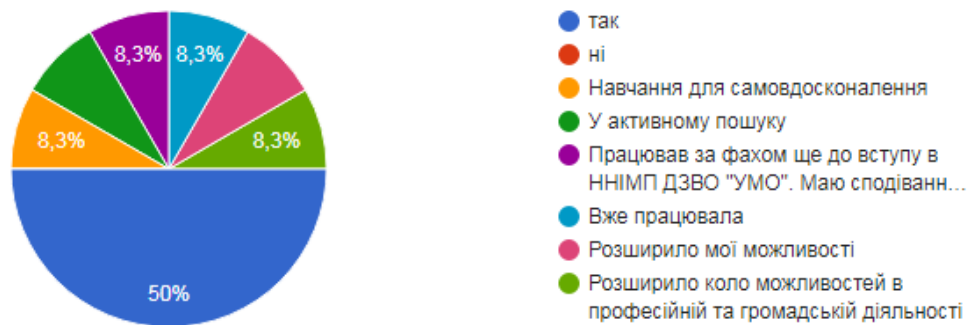 8,3%
8,3%
8,3%
8,3%
50%
так
ні
Навчання для самовдосконалення
У активному пошуку
Працював за фахом ще до вступу в
ННІМП ДЗВО "УМО". Маю сподіванн...
Вже працювала
Розширило мої можливості
Розширило коло можливостей в
професійній та громадській діяльності